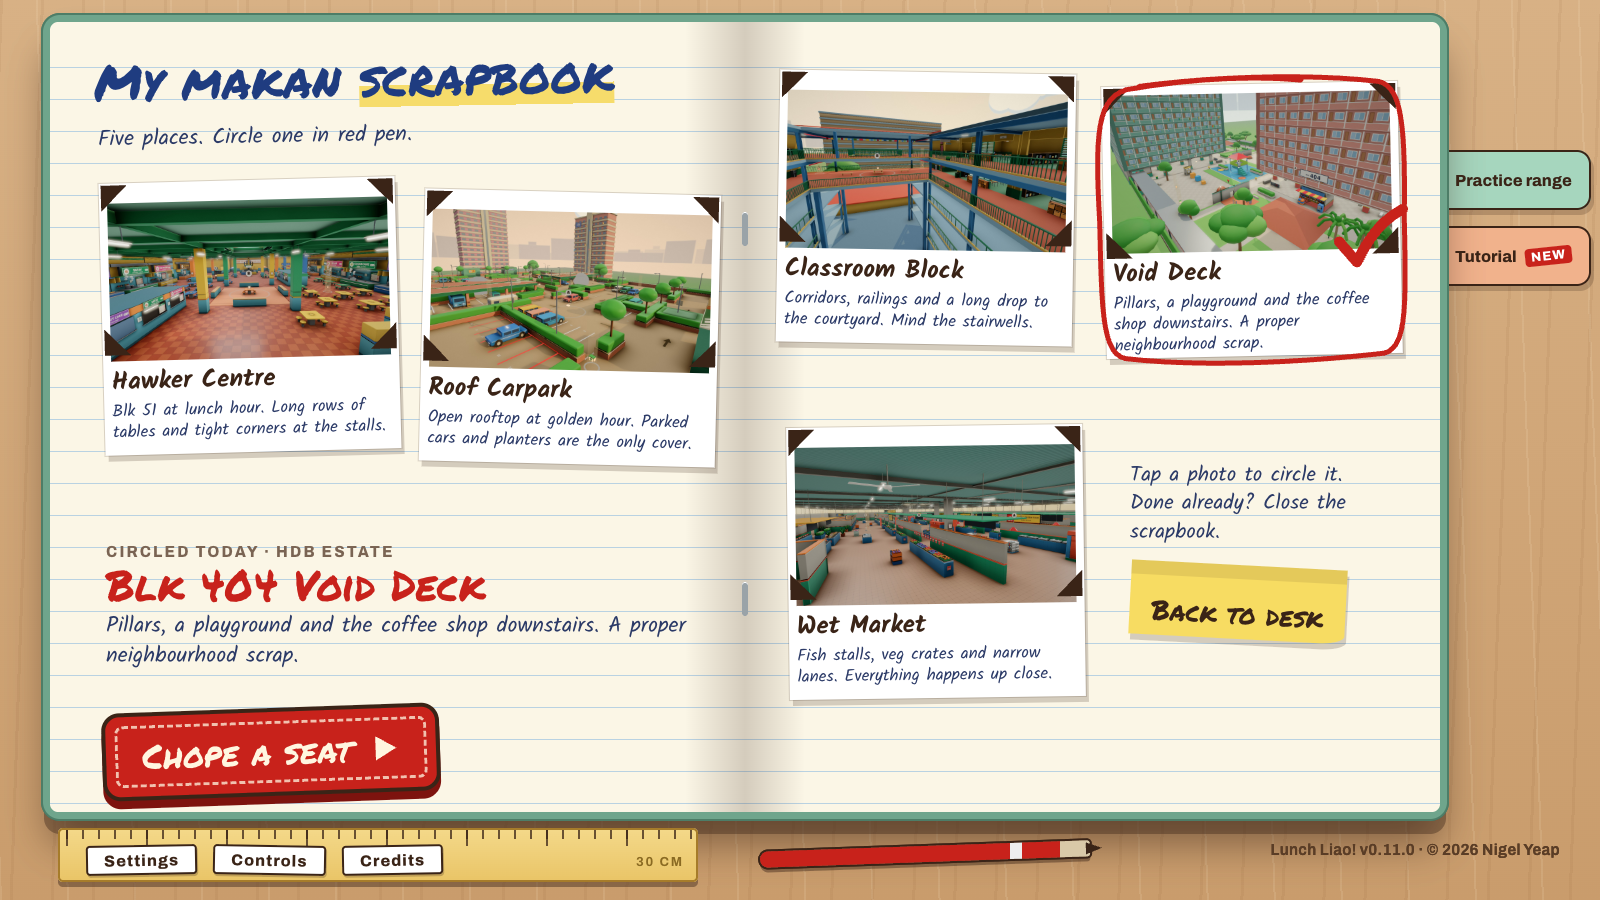 My makan scrapbook
Five places. Circle one in red pen.
Hawker Centre
Blk 51 at lunch hour. Long rows of
tables and tight corners at the stalls.
Roof Carpark
Open rooftop at golden hour. Parked
cars and planters are the only cover.
CIRCLED TODAY · HDB ESTATE
Blk 404 Void Deck
Pillars, a playground and the coffee shop downstairs. A proper
neighbourhood scrap.
Chope a seat
Classroom Block
Corridors, railings and a long drop to
the courtyard. Mind the stairwells.
404
Void Deck
Pillars, a playground and the coffee
shop downstairs. A proper
neighbourhood scrap.
Wet Market
Fish stalls, veg crates and narrow
lanes. Everything happens up close.
Tap a photo to circle it.
Done already? Close the
scrapbook.
Back to desk
Practice range
Tutorial NEW
Settings
Controls
Credits
30 CM
Lunch Liao! v0.11.0 · © 2026 Nigel Yeap